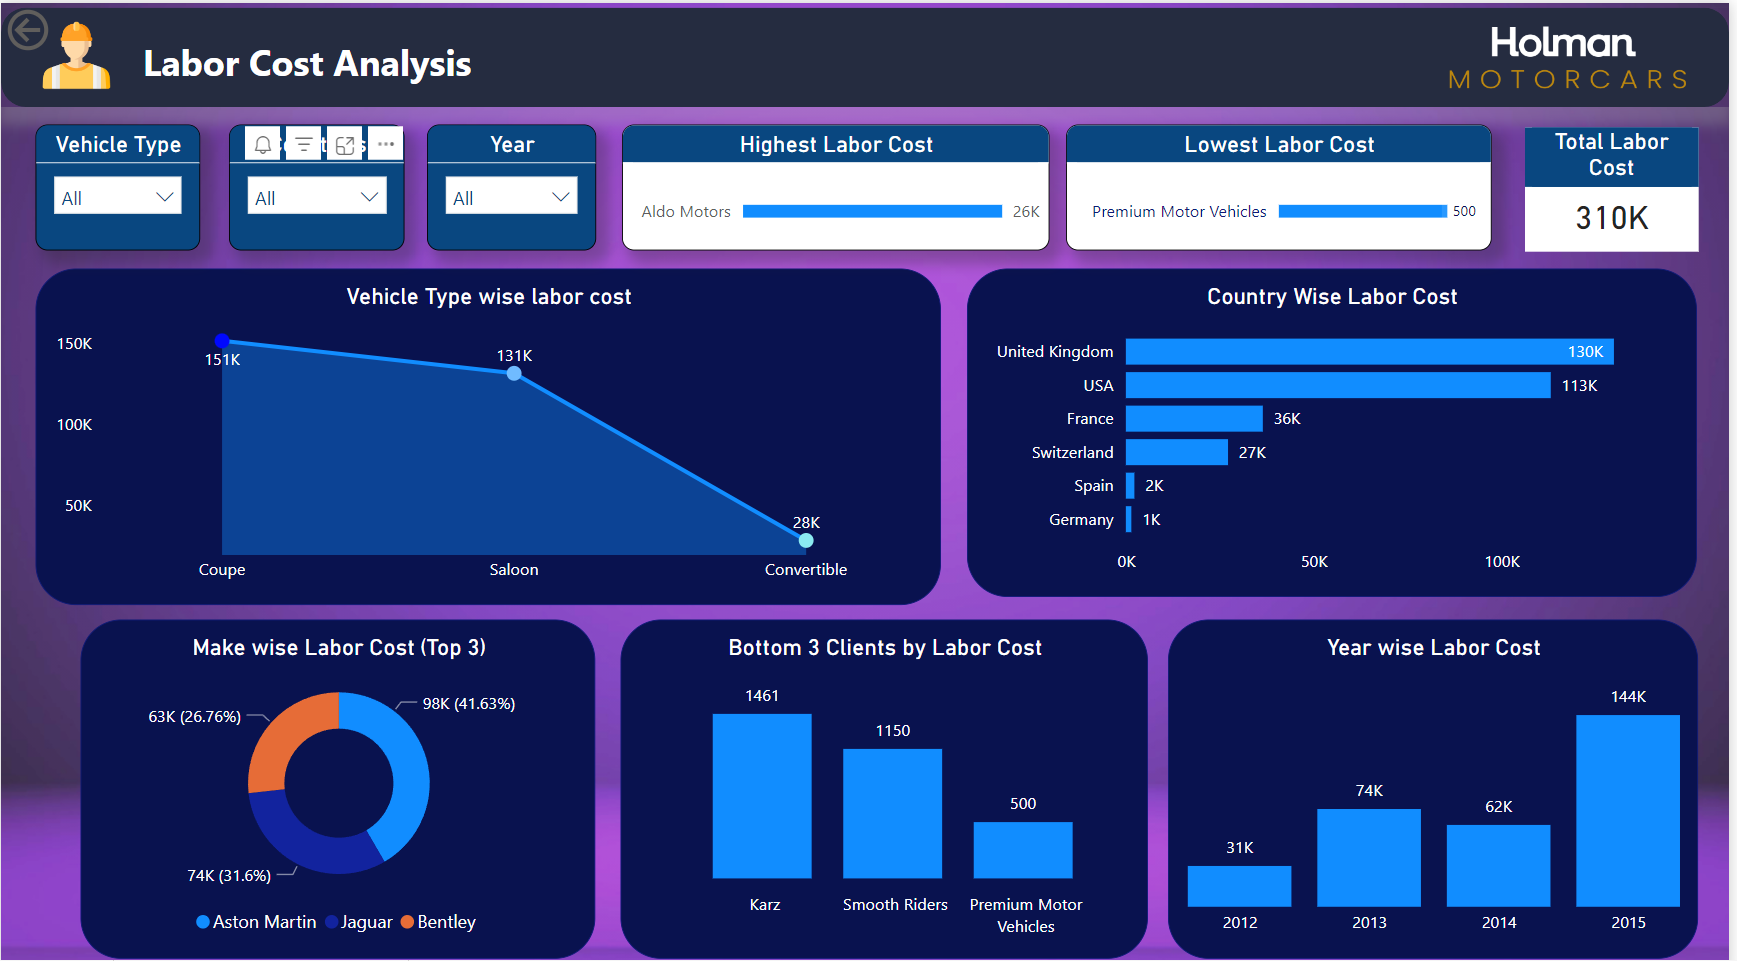 Labor Cost Analysis
Holman
MOTORCARS
Vehicle Type
All
All
Year
All
Highest Labor Cost
Aldo Motors 26K
Lowest Labor Cost
Premium Motor Vehicles 500
Total Labor
Cost
310K
Vehicle Type wise labor cost
150K
100K
50K
151K
131K
28K
Coupe Saloon Convertible
Country Wise Labor Cost
United Kingdom 130K
USA 113K
France 36K
Switzerland 27K
Spain 2K
Germany 1K
0K 50K 100K
Make wise Labor Cost (Top 3)
98K (41.63%)
63K (26.76%)
74K (31.6%)
Aston Martin Jaguar Bentley
Bottom 3 Clients by Labor Cost
1461
1150
500
Karz Smooth Riders Premium Motor
Vehicles
Year wise Labor Cost
144K
74K
62K
31K
2012 2013 2014 2015